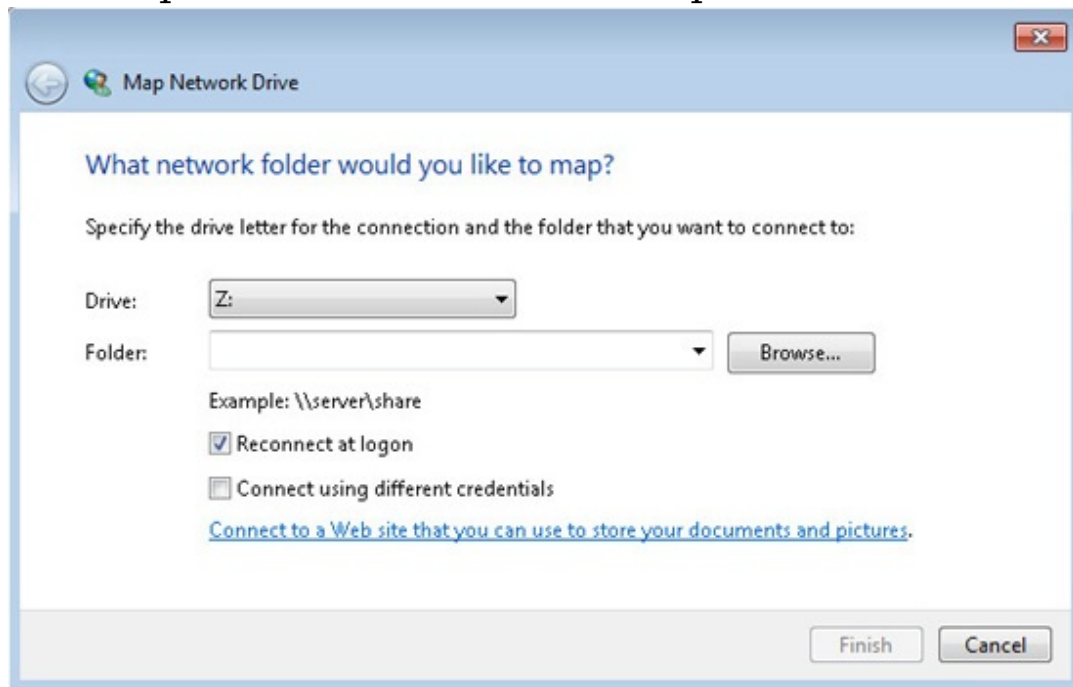 Map Network Drive
What network folder would you like to map?
Specify the drive letter for the connection and the folder that you want to connect to:
Drive: Z:
Folder: Browse...
Example: \\server\share
Reconnect at logon
Connect using different credentials
Connect to a Web site that you can use to store your documents and pictures.
Finish Cancel